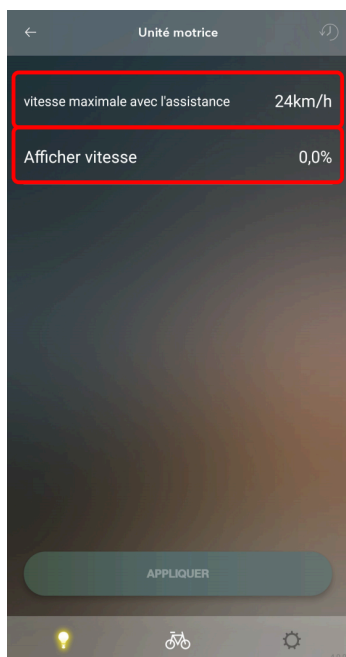 Unité motrice
vitesse maximale avec l'assistance 24km/h
Afficher vitesse 0,0%
APPLIQUER